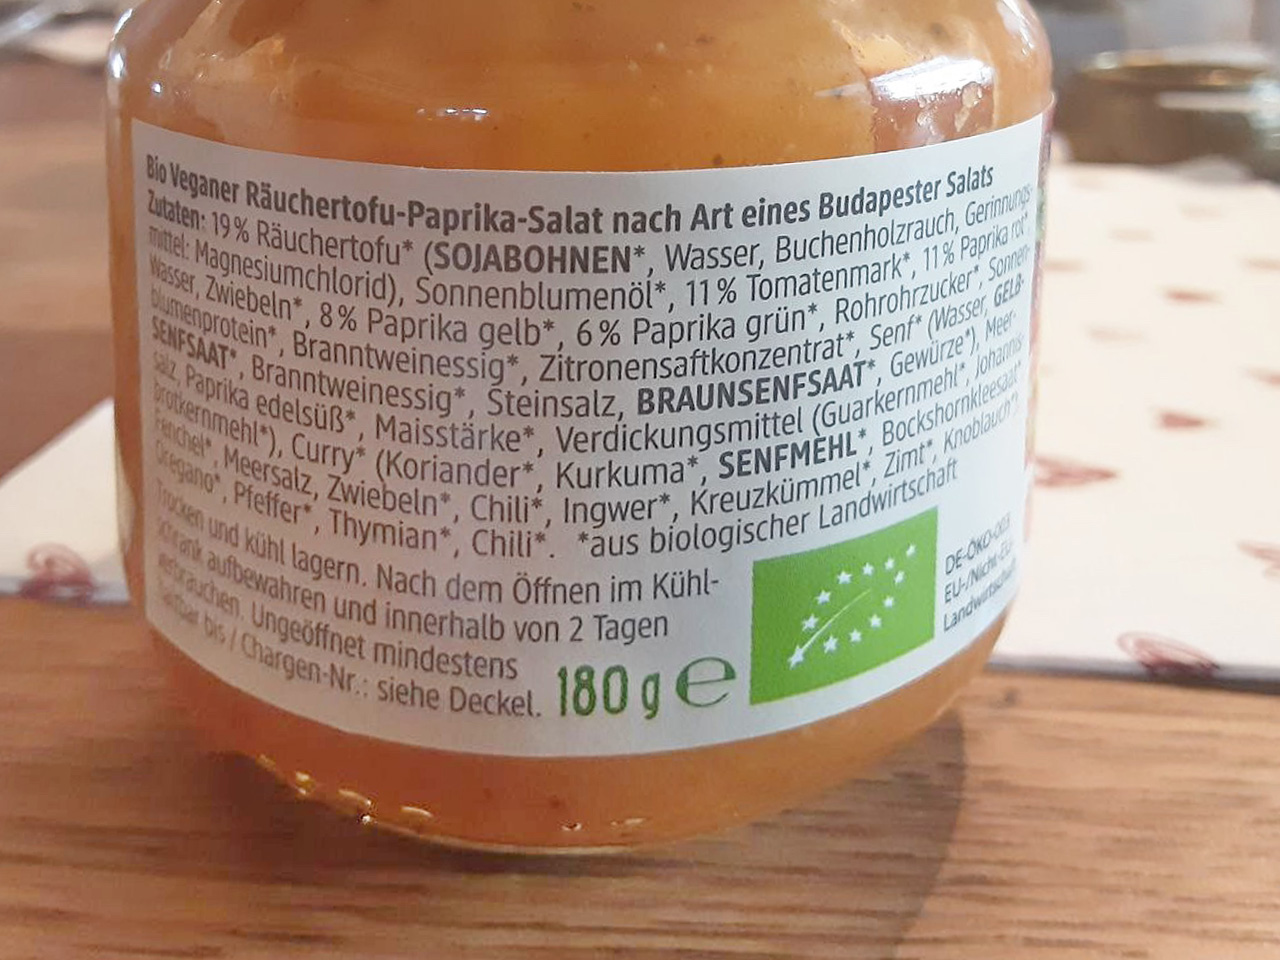 Bio Veganer Räuchertofu-Paprika-Salat nach Art eines Budapester Salats
Zutaten: 19 % Räuchertofu* (SOJABOHNEN*, Wasser, Buchenholzrauch, Gerinnungs-
mittel: Magnesiumchlorid), Sonnenblumenöl*, 11 % Tomatenmark*, 11 % Paprika rot*,
Wasser, Zwiebeln*, 8 % Paprika gelb*, 6 % Paprika grün*, Rohrohrzucker*, Sonnen-
blumenprotein*, Branntweinessig*, Zitronensaftkonzentrat*, Senf* (Wasser, GELB-
SENFSAAT*, Branntweinessig*, Steinsalz, BRAUNSENFSAAT*, Gewürze*), Meer-
salz, Paprika edelsüß*, Maisstärke*, Verdickungsmittel (Guarkernmehl*, Johannis-
brotkernmehl*), Curry* (Koriander*, Kurkuma*, SENFMEHL*, Bockshornkleesaat*,
Fenchel*, Meersalz, Zwiebeln*, Chili*, Ingwer*, Kreuzkümmel*, Zimt*, Knoblauch*),
Oregano*, Pfeffer*, Thymian*, Chili*. *aus biologischer Landwirtschaft
Trocken und kühl lagern. Nach dem Öffnen im Kühl-
schrank aufbewahren und innerhalb von 2 Tagen
verbrauchen. Ungeöffnet mindestens
haltbar bis / Chargen-Nr.: siehe Deckel.
180 g e
DE-ÖKO-003
EU-/Nicht-EU-
Landwirtschaft